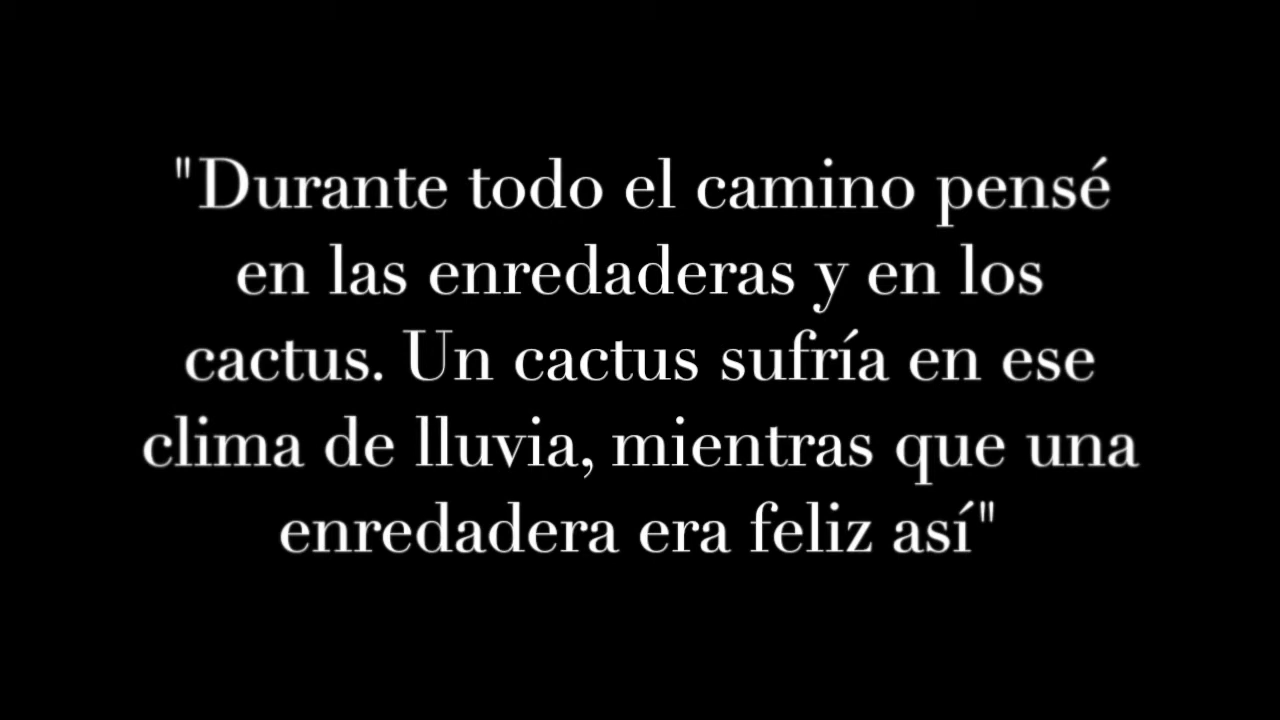 "Durante todo el camino pensé
en las enredaderas y en los
cactus. Un cactus sufría en ese
clima de lluvia, mientras que una
enredadera era feliz así"